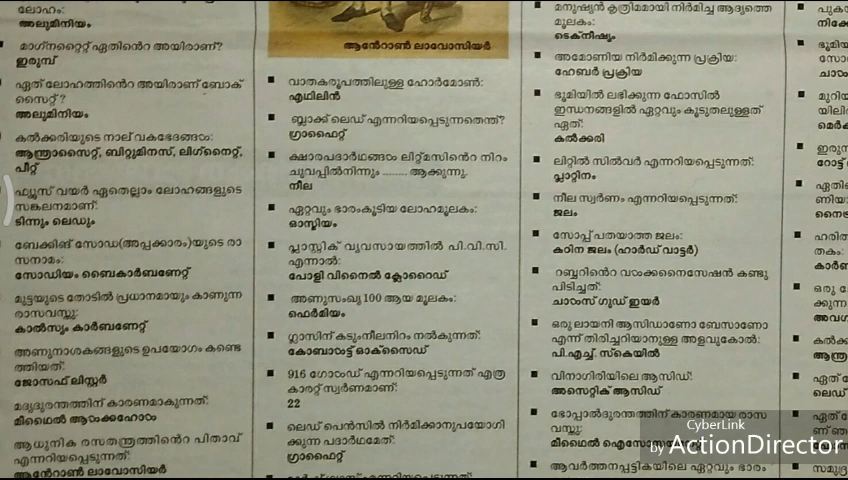 ലോഹം:
അലുമിനിയം
മാഗ്നറ്റൈറ്റ് ഏതിൻെറ അയിരാണ്?
ഇരുമ്പ്
ഏത് ലോഹത്തിൻെറ അയിരാണ് ബോക്
സൈറ്റ് ?
അലുമിനിയം
കൽക്കരിയുടെ നാല് വകഭേദങ്ങൾ:
ആന്ത്രാസൈറ്റ്, ബിറ്റുമിനസ്, ലിഗ്നൈറ്റ്,
പീറ്റ്
ഫ്യൂസ് വയർ ഏതെല്ലാം ലോഹങ്ങളുടെ
സങ്കലനമാണ്:
ടിന്നും ലെഡും
ബേക്കിങ് സോഡ(അപ്പക്കാരം)യുടെ രാ
സനാമം:
സോഡിയം ബൈകാർബണേറ്റ്
മുട്ടയുടെ തോടിൽ പ്രധാനമായും കാണുന്ന
രാസവസ്തു:
കാൽസ്യം കാർബണേറ്റ്
അണുനാശകങ്ങളുടെ ഉപയോഗം കണ്ടെ
ത്തിയത്:
ജോസഫ് ലിസ്റ്റർ
മദ്യദുരന്തത്തിന് കാരണമാകുന്നത്:
മീഥൈൽ ആൾക്കഹോൾ
ആധുനിക രസതന്ത്രത്തിൻെറ പിതാവ്
എന്നറിയപ്പെടുന്നത്:
ആൻേറാൺ ലാവോസിയർ
ആൻേറാൺ ലാവോസിയർ
വാതകരൂപത്തിലുള്ള ഹോർമോൺ:
എഥിലിൻ
ബ്ലാക്ക് ലെഡ് എന്നറിയപ്പെടുന്നതെന്ത്?
ഗ്രാഫൈറ്റ്
ക്ഷാരപദാർഥങ്ങൾ ലിറ്റ്മസിൻെറ നിറം
ചുവപ്പിൽനിന്നും ........ ആക്കുന്നു.
നീല
ഏറ്റവും ഭാരംകൂടിയ ലോഹമൂലകം:
ഓസ്മിയം
പ്ലാസ്റ്റിക് വ്യവസായത്തിൽ പി.വി.സി.
എന്നാൽ:
പോളി വിനൈൽ ക്ലോറൈഡ്
അണുസംഖ്യ 100 ആയ മൂലകം:
ഫെർമിയം
ഗ്ലാസിന് കടുംനീലനിറം നൽകുന്നത്:
കോബാൾട്ട് ഓക്സൈഡ്
916 ഗോൾഡ് എന്നറിയപ്പെടുന്നത് എത്ര
കാരറ്റ് സ്വർണമാണ്:
22
ലെഡ് പെൻസിൽ നിർമിക്കാനുപയോഗി
ക്കുന്ന പദാർഥമേത്:
ഗ്രാഫൈറ്റ്
മനുഷ്യൻ കൃത്രിമമായി നിർമിച്ച ആദ്യത്തെ
മൂലകം:
ടെക്നീഷ്യം
അമോണിയ നിർമിക്കുന്ന പ്രക്രിയ:
ഹേബർ പ്രക്രിയ
ഭൂമിയിൽ ലഭിക്കുന്ന ഫോസിൽ
ഇന്ധനങ്ങളിൽ ഏറ്റവും കൂടുതലുള്ളത്
ഏത്:
കൽക്കരി
ലിറ്റിൽ സിൽവർ എന്നറിയപ്പെടുന്നത്:
പ്ലാറ്റിനം
നീല സ്വർണം എന്നറിയപ്പെടുന്നത്:
ജലം
സോപ്പ് പതയാത്ത ജലം:
കഠിന ജലം (ഹാർഡ് വാട്ടർ)
റബ്ബറിൻെറ വൾക്കനൈസേഷൻ കണ്ടു
പിടിച്ചത്:
ചാൾസ് ഗുഡ് ഇയർ
ഒരു ലായനി ആസിഡാണോ ബേസാണോ
എന്ന് തിരിച്ചറിയാനുള്ള അളവുകോൽ:
പി.എച്ച്. സ്കെയിൽ
വിനാഗിരിയിലെ ആസിഡ്:
അസെറ്റിക് ആസിഡ്
ഭോപ്പാൽദുരന്തത്തിന് കാരണമായ രാസ
വസ്തു:
മീഥൈൽ
ആവർത്തനപ്പട്ടികയിലെ ഏറ്റവും ഭാരം
CyberLink
by ActionDirector